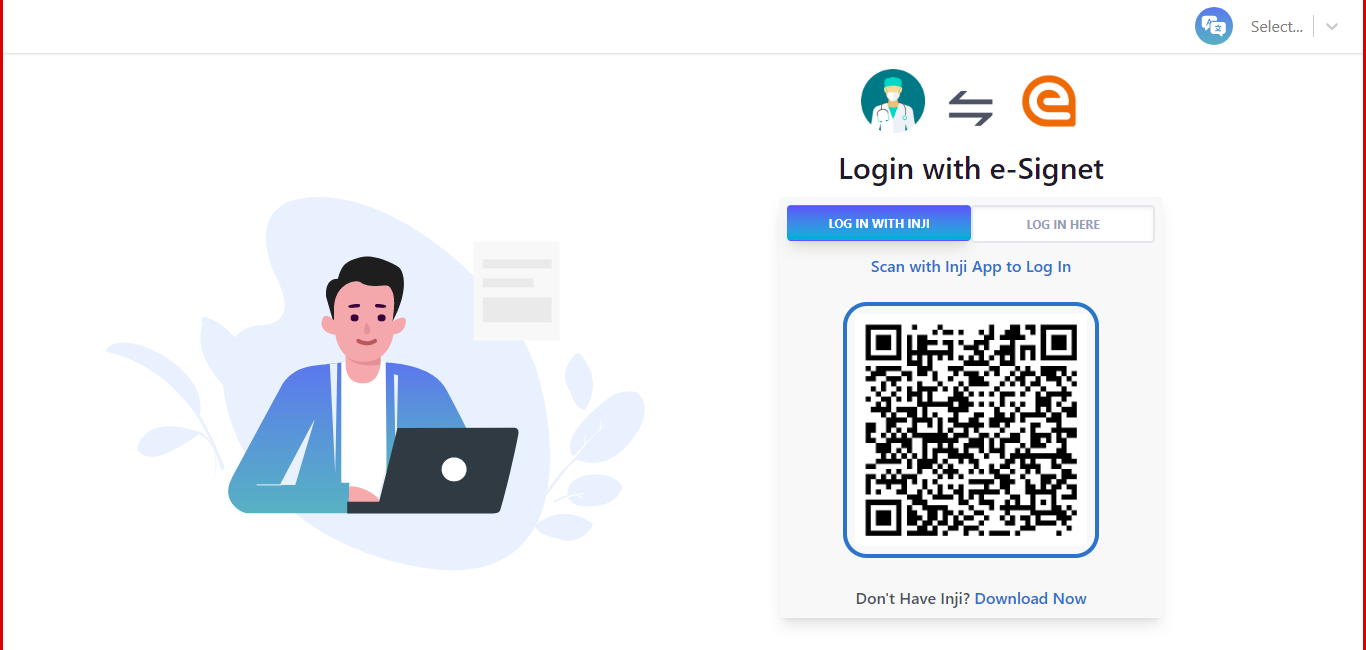 Select...
Login with e-Signet
LOG IN WITH INJI
LOG IN HERE
Scan with Inji App to Log In
Don't Have Inji? Download Now